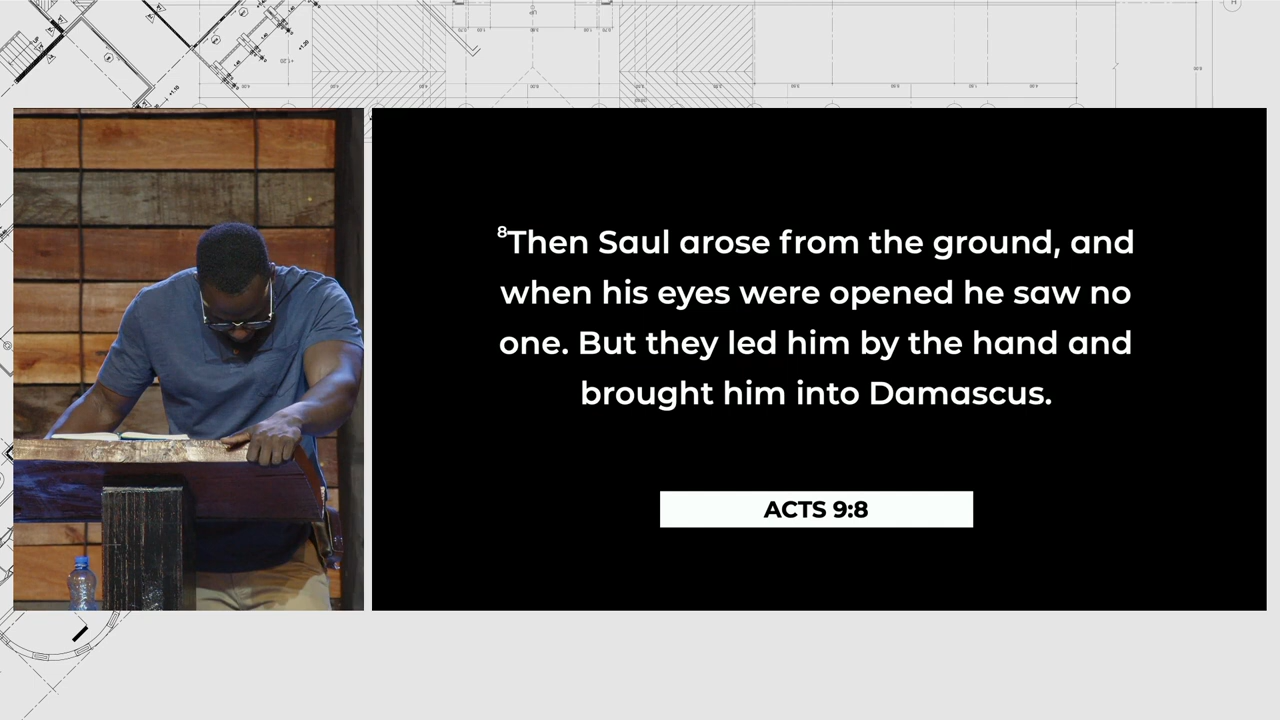 ⁸Then Saul arose from the ground, and
when his eyes were opened he saw no
one. But they led him by the hand and
brought him into Damascus.
ACTS 9:8